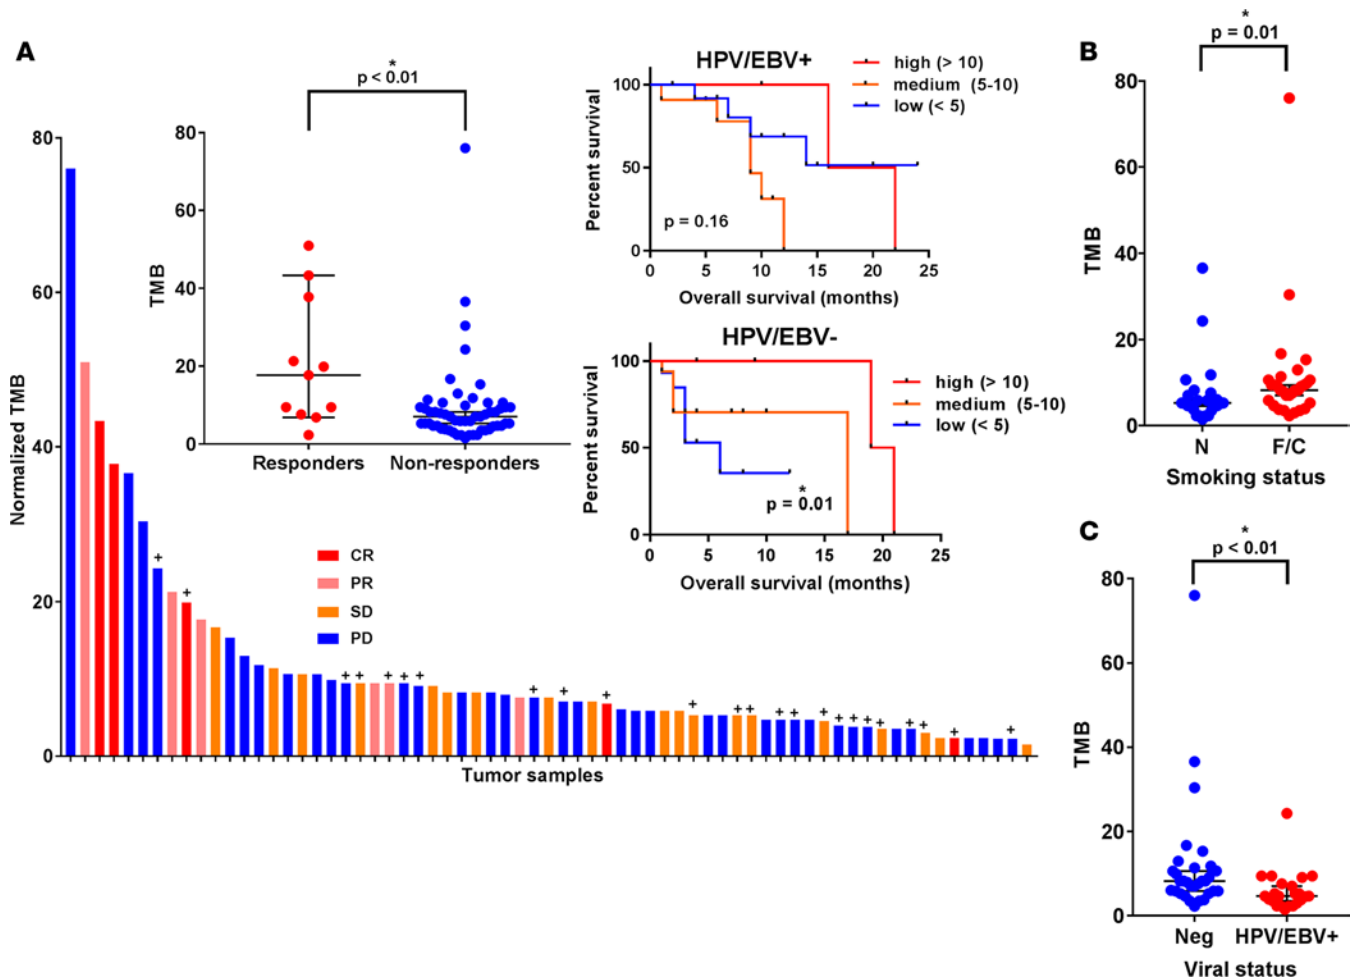 A
*
p < 0.01
80
60
40
20
0
Normalized TMB
80
60
40
20
0
TMB
Responders
Non-responders
HPV/EBV+
high (> 10)
medium (5-10)
low (< 5)
100
50
0
Percent survival
p = 0.16
0 5 10 15 20 25
Overall survival (months)
HPV/EBV-
high (> 10)
medium (5-10)
low (< 5)
100
50
0
Percent survival
*
p = 0.01
0 5 10 15 20 25
Overall survival (months)
CR
PR
SD
PD
+ + + + + + + + + + + + + + + + + + + + + + + + + +
Tumor samples
B
*
p = 0.01
80
60
40
20
0
TMB
N F/C
Smoking status
C
*
p < 0.01
80
60
40
20
0
TMB
Neg HPV/EBV+
Viral status